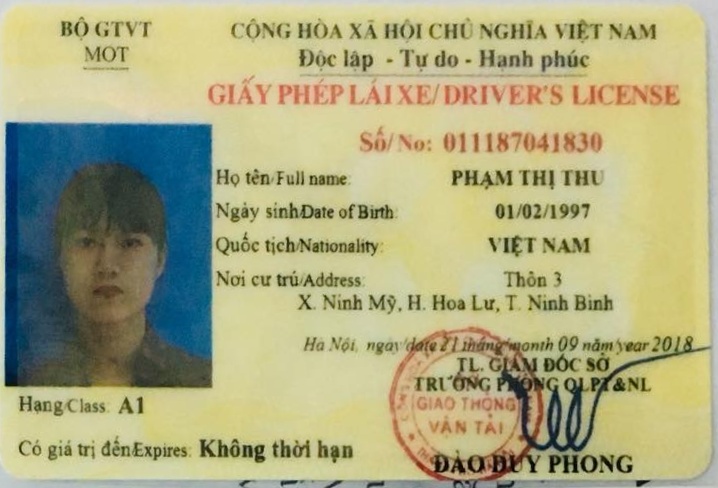 BỘ GTVT
MOT
CỘNG HÒA XÃ HỘI CHỦ NGHĨA VIỆT NAM
Độc lập - Tự do - Hạnh phúc
GIẤY PHÉP LÁI XE/DRIVER'S LICENSE
Số/No: 011187041830
Họ tên/Full name: PHẠM THỊ THU
Ngày sinh/Date of Birth: 01/02/1997
Quốc tịch/Nationality: VIỆT NAM
Nơi cư trú/Address: Thôn 3
X. Ninh Mỹ, H. Hoa Lư, T. Ninh Bình
Hà Nội, ngày/date 21 tháng/month 09 năm/year 2018
TL. GIÁM ĐỐC SỞ
TRƯỞNG PHÒNG QLPT&NL
GIAO THÔNG
VẬN TẢI
ĐÀO DUY PHONG
Hạng/Class: A1
Có giá trị đến/Expires: Không thời hạn